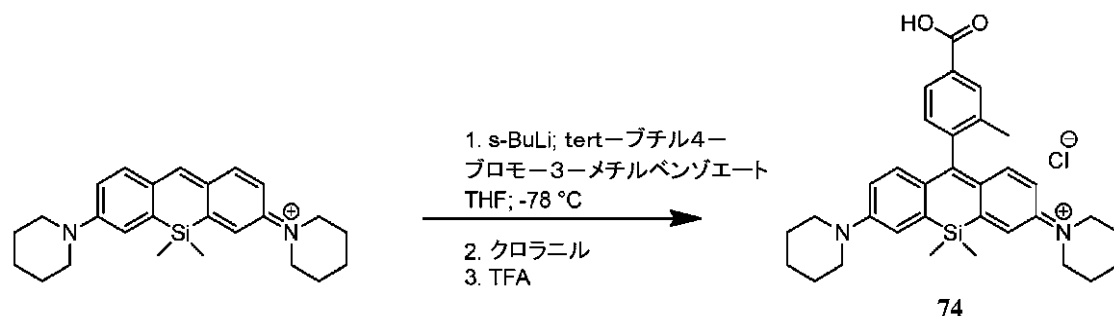 HO
O
1. s-BuLi; tert－ブチル４－
ブロモ－３－メチルベンゾエート
THF; -78 °C
2. クロラニル
3. TFA
Cl
⊖
N
Si
N
⊕
N
Si
N
⊕
74